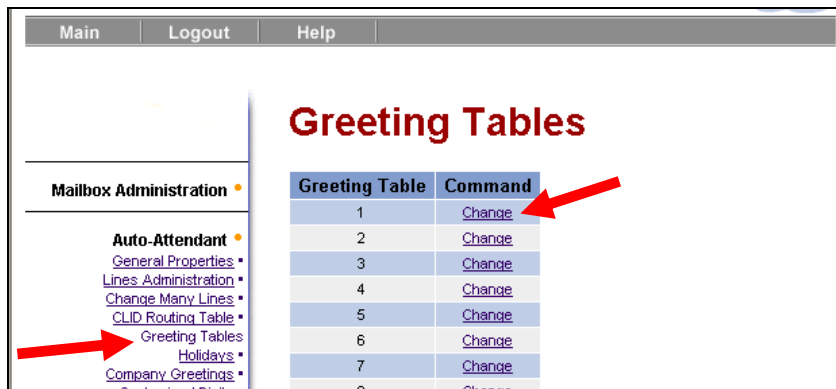 Main Logout Help
Greeting Tables
Mailbox Administration
Auto-Attendant
General Properties
Lines Administration
Change Many Lines
CLID Routing Table
Greeting Tables
Holidays
Company Greetings
Greeting Table Command
1 Change
2 Change
3 Change
4 Change
5 Change
6 Change
7 Change